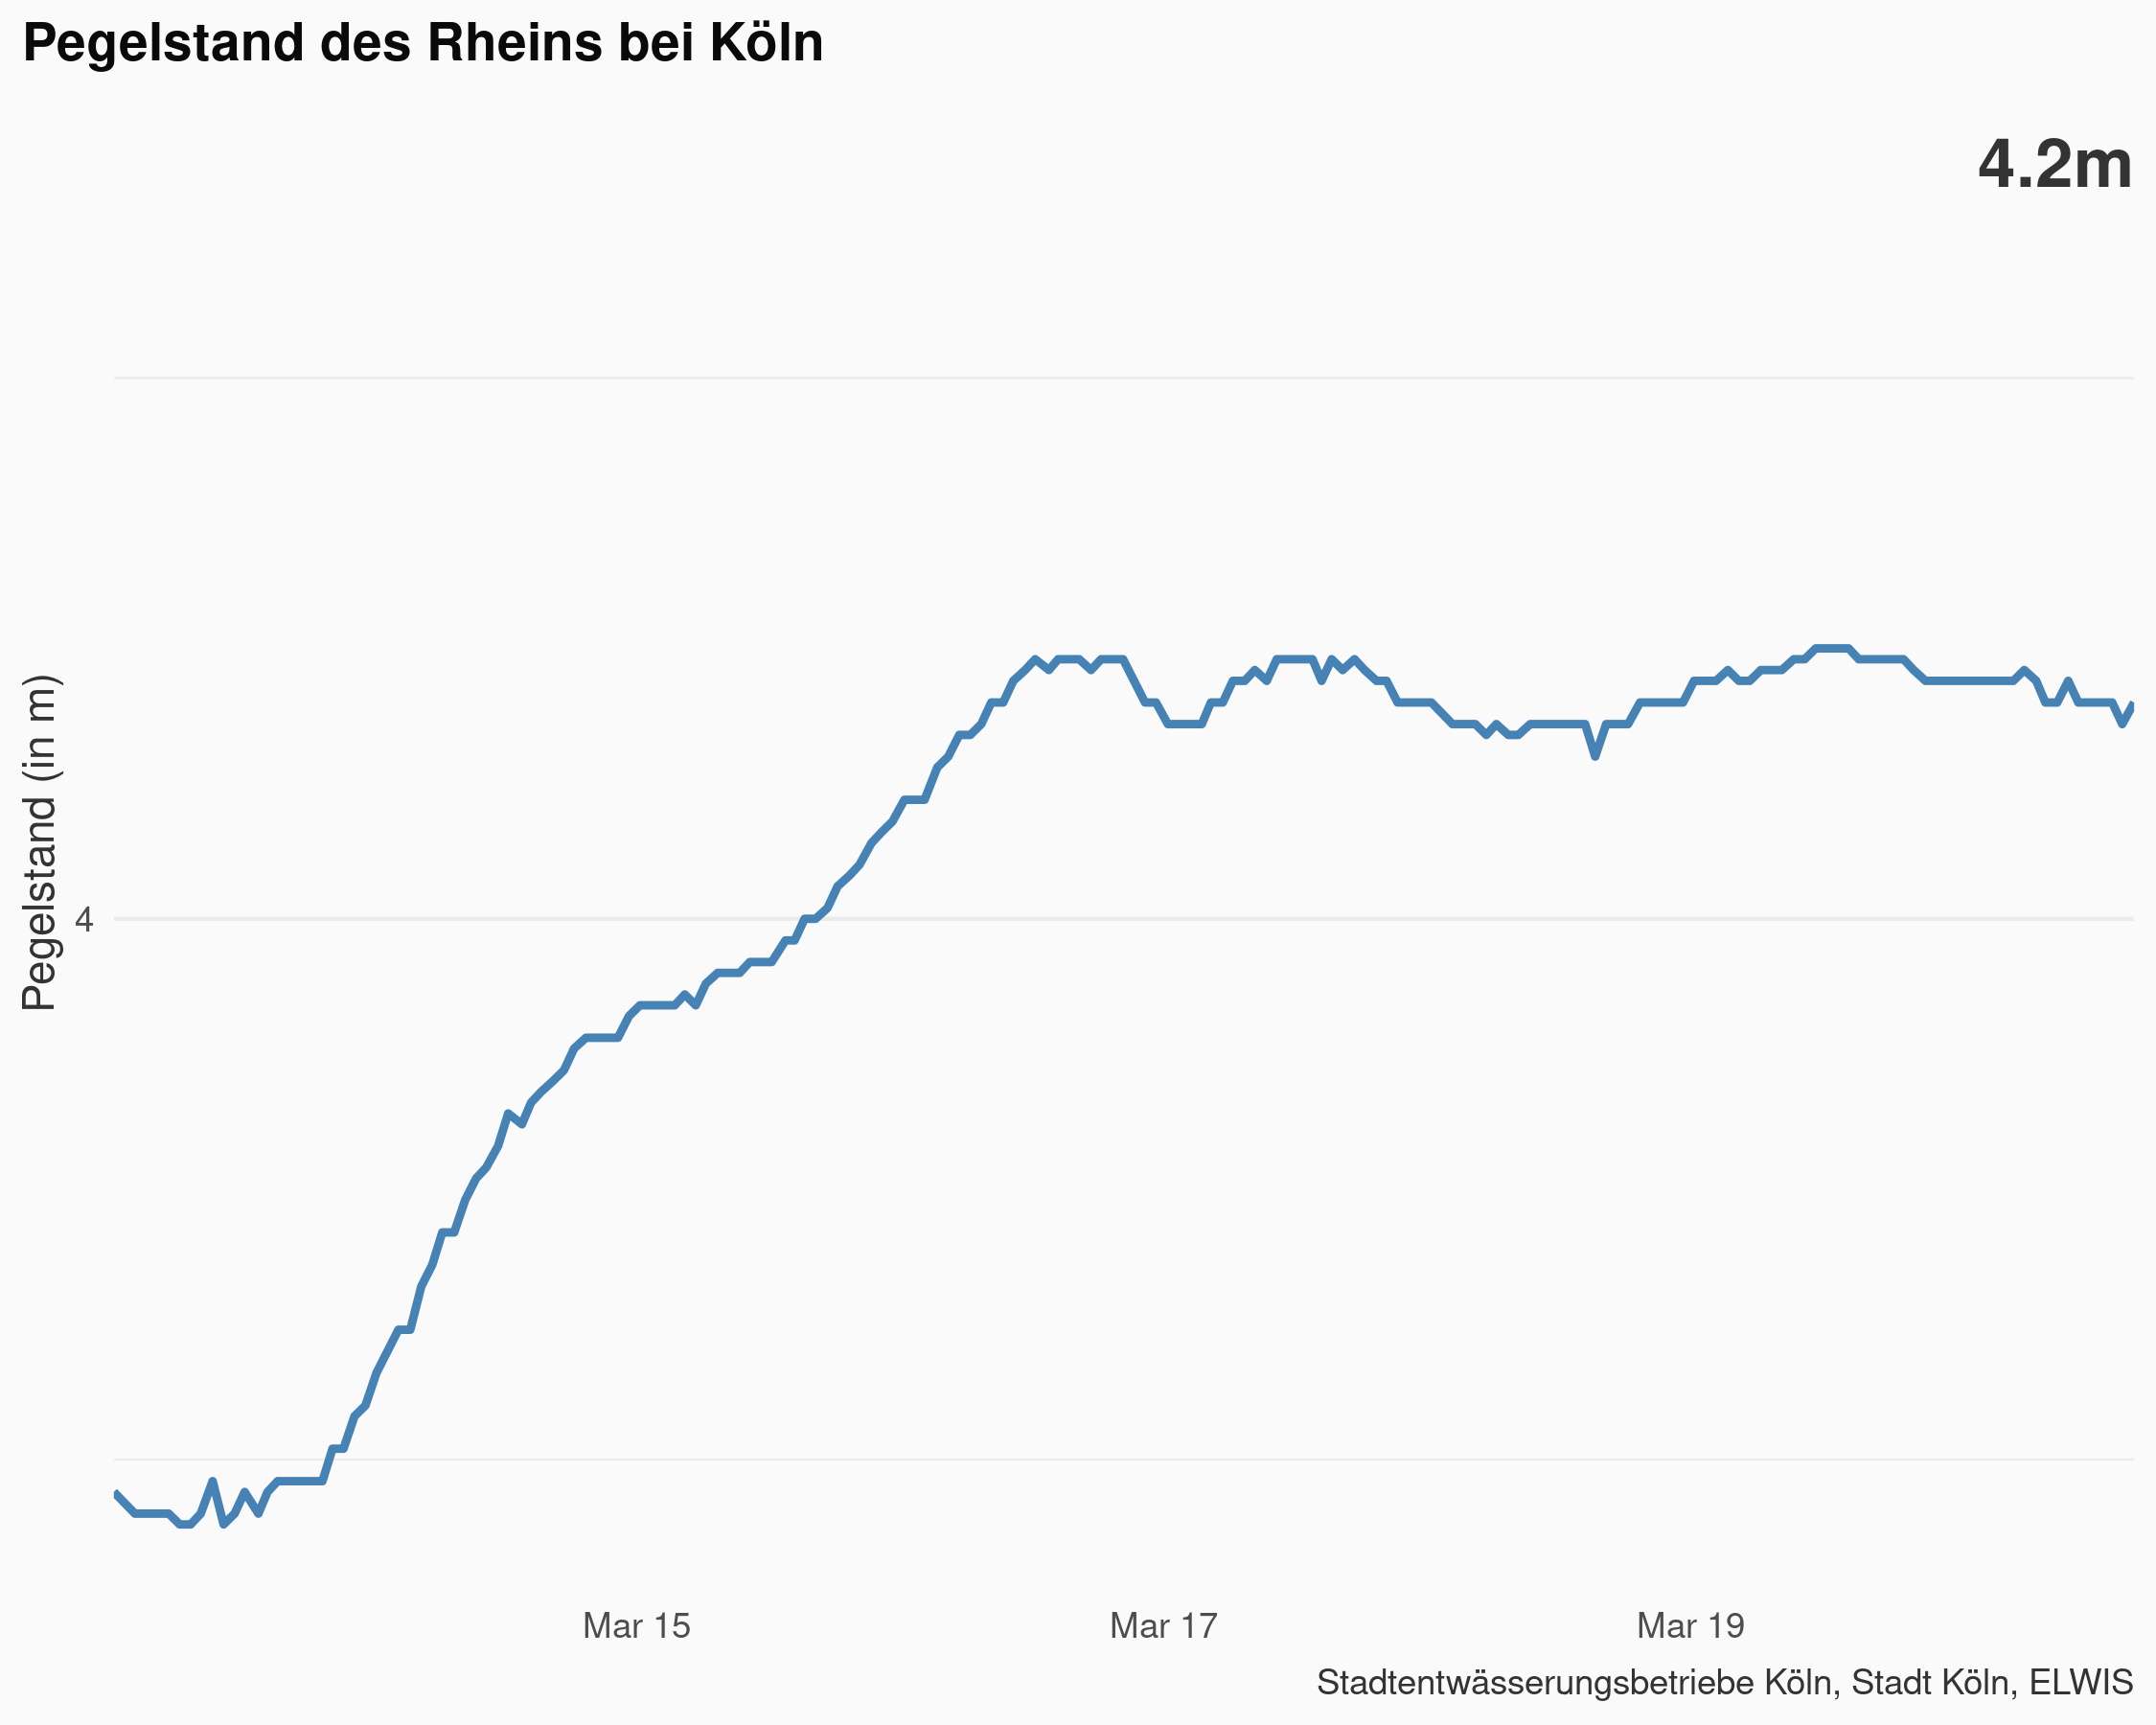 Pegelstand des Rheins bei Köln
4.2m
Pegelstand (in m)
4
Mar 15
Mar 17
Mar 19
Stadtentwässerungsbetriebe Köln, Stadt Köln, ELWIS